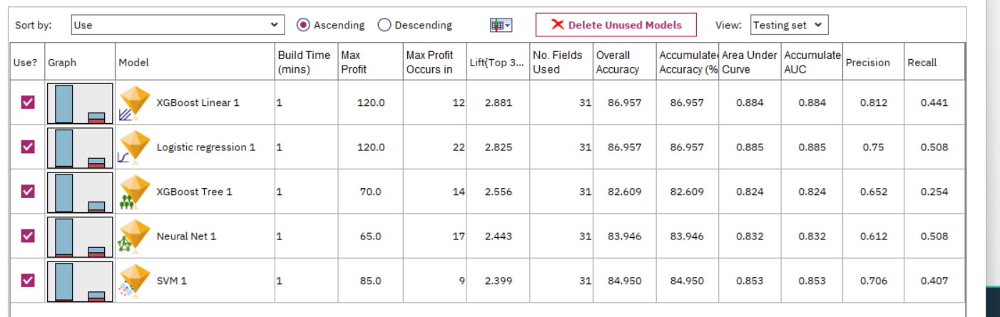 Sort by: Use Ascending Descending Delete Unused Models View: Testing set
Use? Graph Model Build Time (mins) Max Profit Max Profit Occurs in Lift{Top 3... No. Fields Used Overall Accuracy Accumulated Accuracy (% Area Under Curve Accumulate AUC Precision Recall
XGBoost Linear 1 1 120.0 12 2.881 31 86.957 86.957 0.884 0.884 0.812 0.441
Logistic regression 1 1 120.0 22 2.825 31 86.957 86.957 0.885 0.885 0.75 0.508
XGBoost Tree 1 1 70.0 14 2.556 31 82.609 82.609 0.824 0.824 0.652 0.254
Neural Net 1 1 65.0 17 2.443 31 83.946 83.946 0.832 0.832 0.612 0.508
SVM 1 1 85.0 9 2.399 31 84.950 84.950 0.853 0.853 0.706 0.407